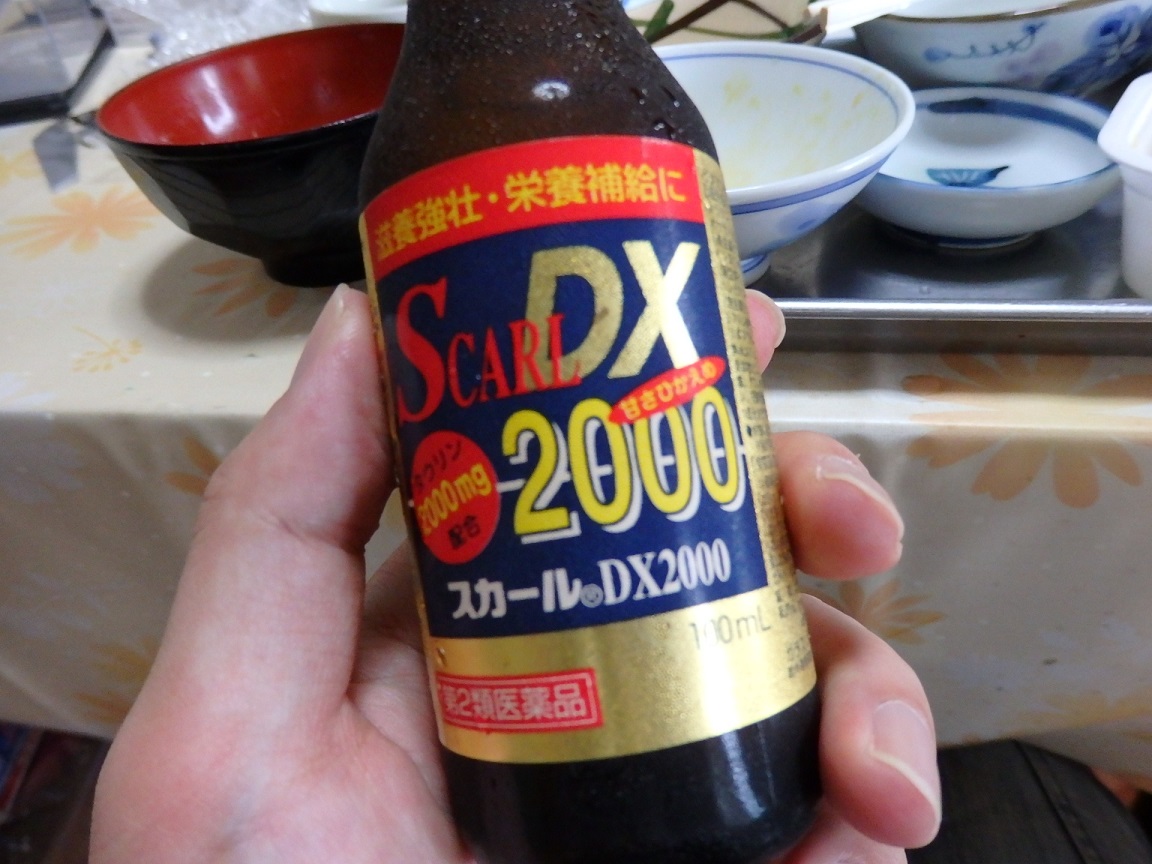 滋養強壮・栄養補給に
SCARL DX
甘さひかえめ
2000
タウリン
2000mg
配合
スカール®DX2000
100mL
第2類医薬品